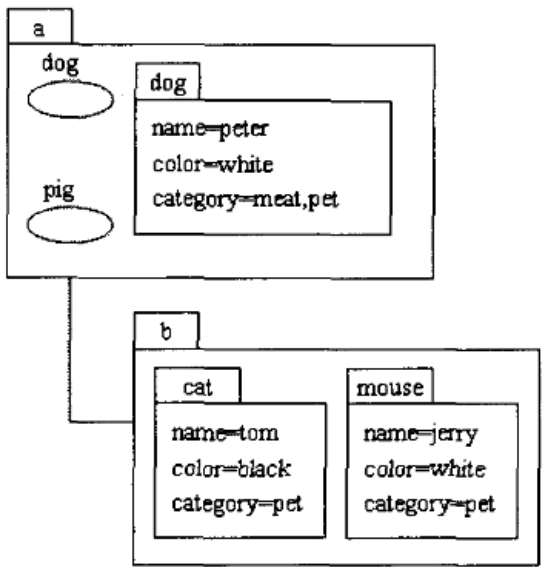 a
dog
dog
name=peter
color=white
category=meat,pet
pig
b
cat
name=tom
color=black
category=pet
mouse
name=jerry
color=white
category=pet